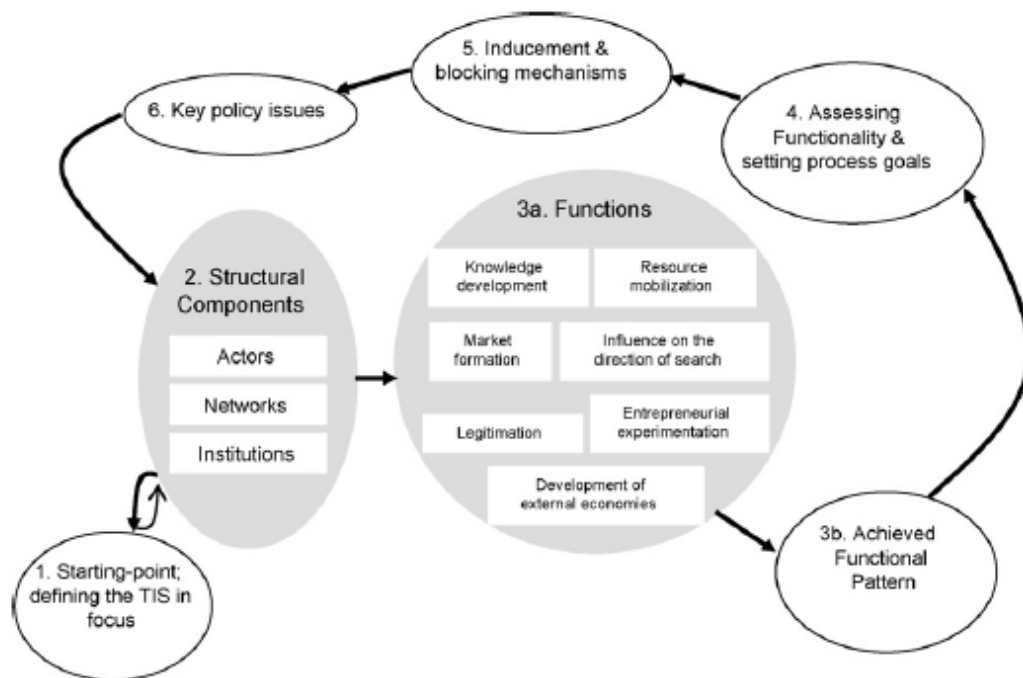 5. Inducement &
blocking mechanisms
6. Key policy issues
4. Assessing
Functionality &
setting process goals
3a. Functions
Knowledge
development
Resource
mobilization
2. Structural
Components
Market
formation
Influence on the
direction of search
Actors
Networks
Institutions
Legitimation
Entrepreneurial
experimentation
Development of
external economies
3b. Achieved
Functional
Pattern
1. Starting-point;
defining the TIS in
focus